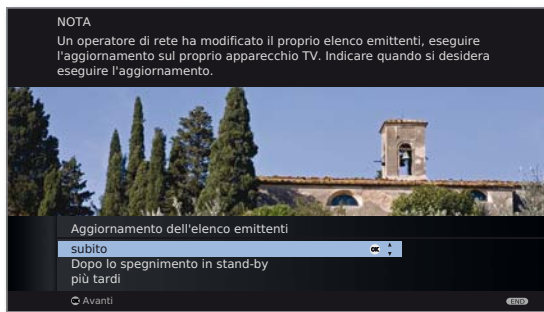 NOTA
Un operatore di rete ha modificato il proprio elenco emittenti, eseguire
l'aggiornamento sul proprio apparecchio TV. Indicare quando si desidera
eseguire l'aggiornamento.
Aggiornamento dell'elenco emittenti
subito OK
Dopo lo spegnimento in stand-by
più tardi
Avanti END